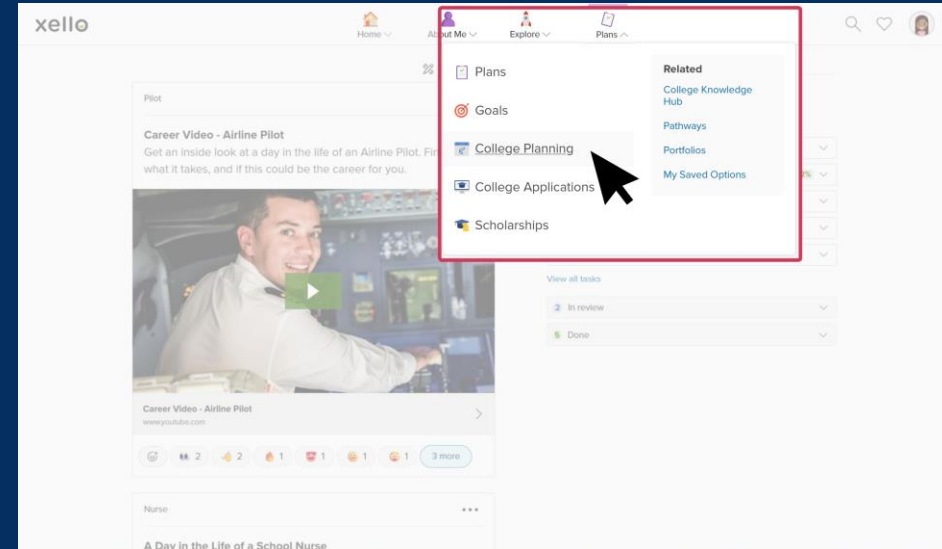 xello
Home
About Me
Explore
Plans
Plans
Goals
College Planning
College Applications
Scholarships
Related
College Knowledge
Hub
Pathways
Portfolios
My Saved Options
Pilot
Career Video - Airline Pilot
Get an inside look at a day in the life of an Airline Pilot.
what it takes, and if this could be the career for you.
Career Video - Airline Pilot
www.youtube.com
2
2
1
1
1
1
3 more
View all tasks
2 In review
5 Done
Nurse
A Day in the Life of a School Nurse